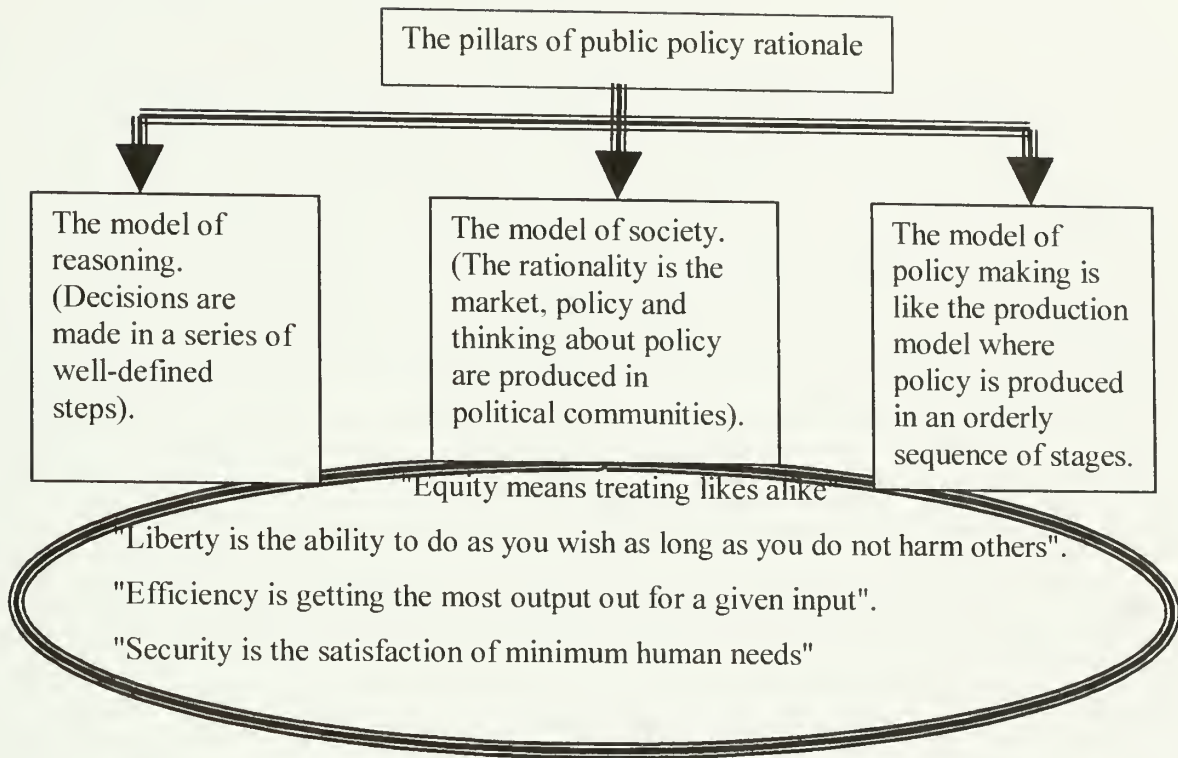 The pillars of public policy rationale
The model of
reasoning.
(Decisions are
made in a series of
well-defined
steps).
The model of society.
(The rationality is the
market, policy and
thinking about policy
are produced in
political communities).
The model of
policy making is
like the production
model where
policy is produced
in an orderly
sequence of stages.
"Equity means treating likes alike"
"Liberty is the ability to do as you wish as long as you do not harm others".
"Efficiency is getting the most output out for a given input".
"Security is the satisfaction of minimum human needs"